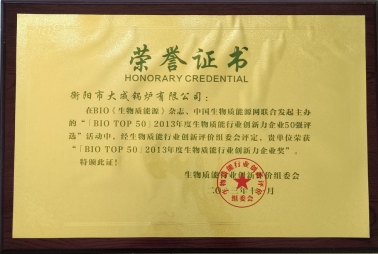 荣誉证书
HONORARY CREDENTIAL
衡阳市大成锅炉有限公司：
在BIO《生物质能源》杂志、中国生物质能源网联合发起主办
的“「BIO TOP 50」2013年度生物质能行业创新力企业50强评
选”活动中，经生物质能行业创新评价组委会评定，贵单位荣获
“「BIO TOP 50」2013年度生物质能行业创新力企业奖”。
特颁此证！
生物质能行业创新评价组委会
组委会